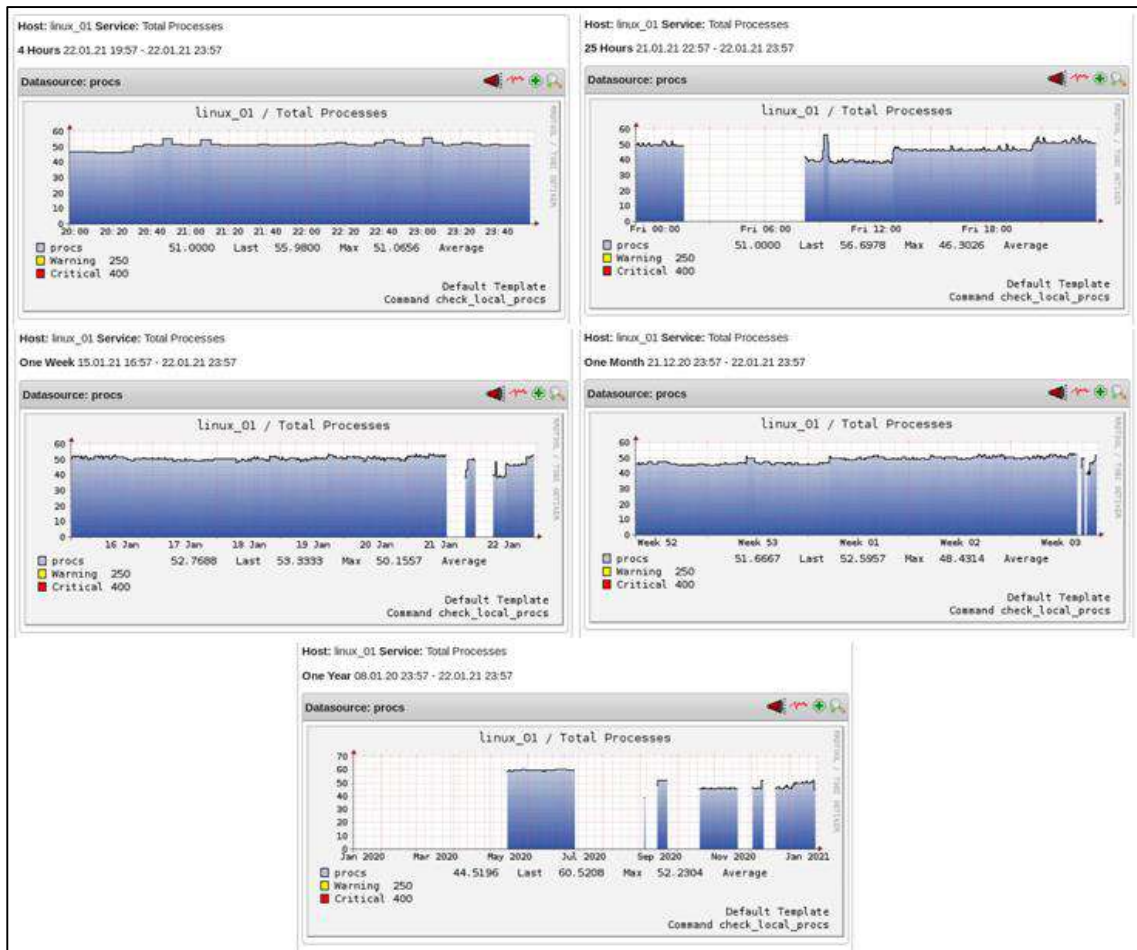 Host: linux_01 Service: Total Processes
4 Hours 22.01.21 19:57 - 22.01.21 23:57
Datasource: procs
linux_01 / Total Processes
60
50
40
30
20
10
0
20:00 20:20 20:40 21:00 21:20 21:40 22:00 22:20 22:40 23:00 23:20 23:40
procs 51.0000 Last 55.9800 Max 51.0656 Average
Warning 250
Critical 400
Default Template
Command check_local_procs
RRDTOOL / TOBI OETIKER
Host: linux_01 Service: Total Processes
25 Hours 21.01.21 22:57 - 22.01.21 23:57
Datasource: procs
linux_01 / Total Processes
60
50
40
30
20
10
0
Fri 00:00 Fri 06:00 Fri 12:00 Fri 18:00
procs 51.0000 Last 56.6978 Max 46.3026 Average
Warning 250
Critical 400
Default Template
Command check_local_procs
RRDTOOL / TOBI OETIKER
Host: linux_01 Service: Total Processes
One Week 15.01.21 16:57 - 22.01.21 23:57
Datasource: procs
linux_01 / Total Processes
60
50
40
30
20
10
0
16 Jan 17 Jan 18 Jan 19 Jan 20 Jan 21 Jan 22 Jan
procs 52.7688 Last 53.3333 Max 50.1557 Average
Warning 250
Critical 400
Default Template
Command check_local_procs
RRDTOOL / TOBI OETIKER
Host: linux_01 Service: Total Processes
One Month 21.12.20 23:57 - 22.01.21 23:57
Datasource: procs
linux_01 / Total Processes
60
50
40
30
20
10
0
Week 52 Week 53 Week 01 Week 02 Week 03
procs 51.6667 Last 52.5957 Max 48.4314 Average
Warning 250
Critical 400
Default Template
Command check_local_procs
RRDTOOL / TOBI OETIKER
Host: linux_01 Service: Total Processes
One Year 08.01.20 23:57 - 22.01.21 23:57
Datasource: procs
linux_01 / Total Processes
70
60
50
40
30
20
10
0
Jan 2020 Mar 2020 May 2020 Jul 2020 Sep 2020 Nov 2020 Jan 2021
procs 44.5196 Last 60.5208 Max 52.2304 Average
Warning 250
Critical 400
Default Template
Command check_local_procs
RRDTOOL / TOBI OETIKER